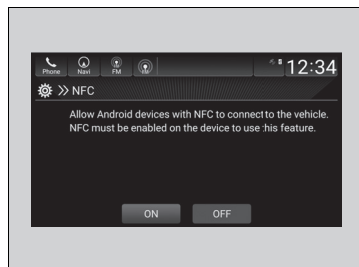 Phone Navi FM
12:34
NFC
Allow Android devices with NFC to connect to the vehicle.
NFC must be enabled on the device to use :his feature.
ON OFF